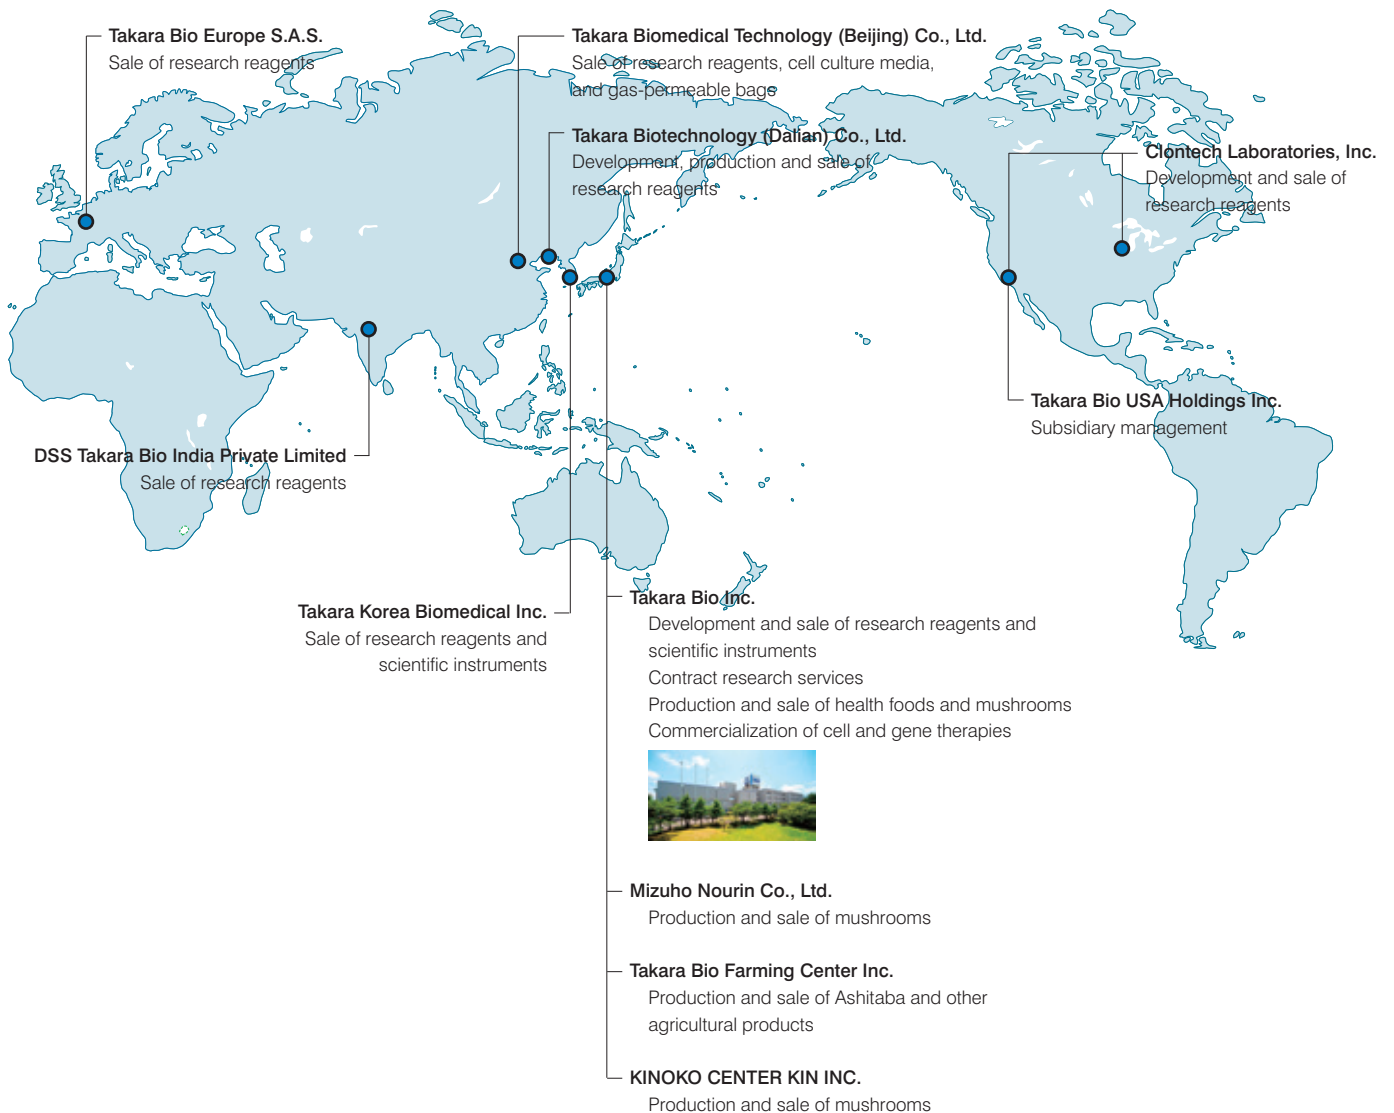 Takara Bio Europe S.A.S.
Sale of research reagents
Takara Biomedical Technology (Beijing) Co., Ltd.
Sale of research reagents, cell culture media,
and gas-permeable bags
Takara Biotechnology (Dalian) Co., Ltd.
Development, production and sale of
research reagents
Clontech Laboratories, Inc.
Development and sale of
research reagents
Takara Bio USA Holdings Inc.
Subsidiary management
DSS Takara Bio India Private Limited
Sale of research reagents
Takara Korea Biomedical Inc.
Sale of research reagents and
scientific instruments
Takara Bio Inc.
Development and sale of research reagents and
scientific instruments
Contract research services
Production and sale of health foods and mushrooms
Commercialization of cell and gene therapies
Mizuho Nourin Co., Ltd.
Production and sale of mushrooms
Takara Bio Farming Center Inc.
Production and sale of Ashitaba and other
agricultural products
KINOKO CENTER KIN INC.
Production and sale of mushrooms